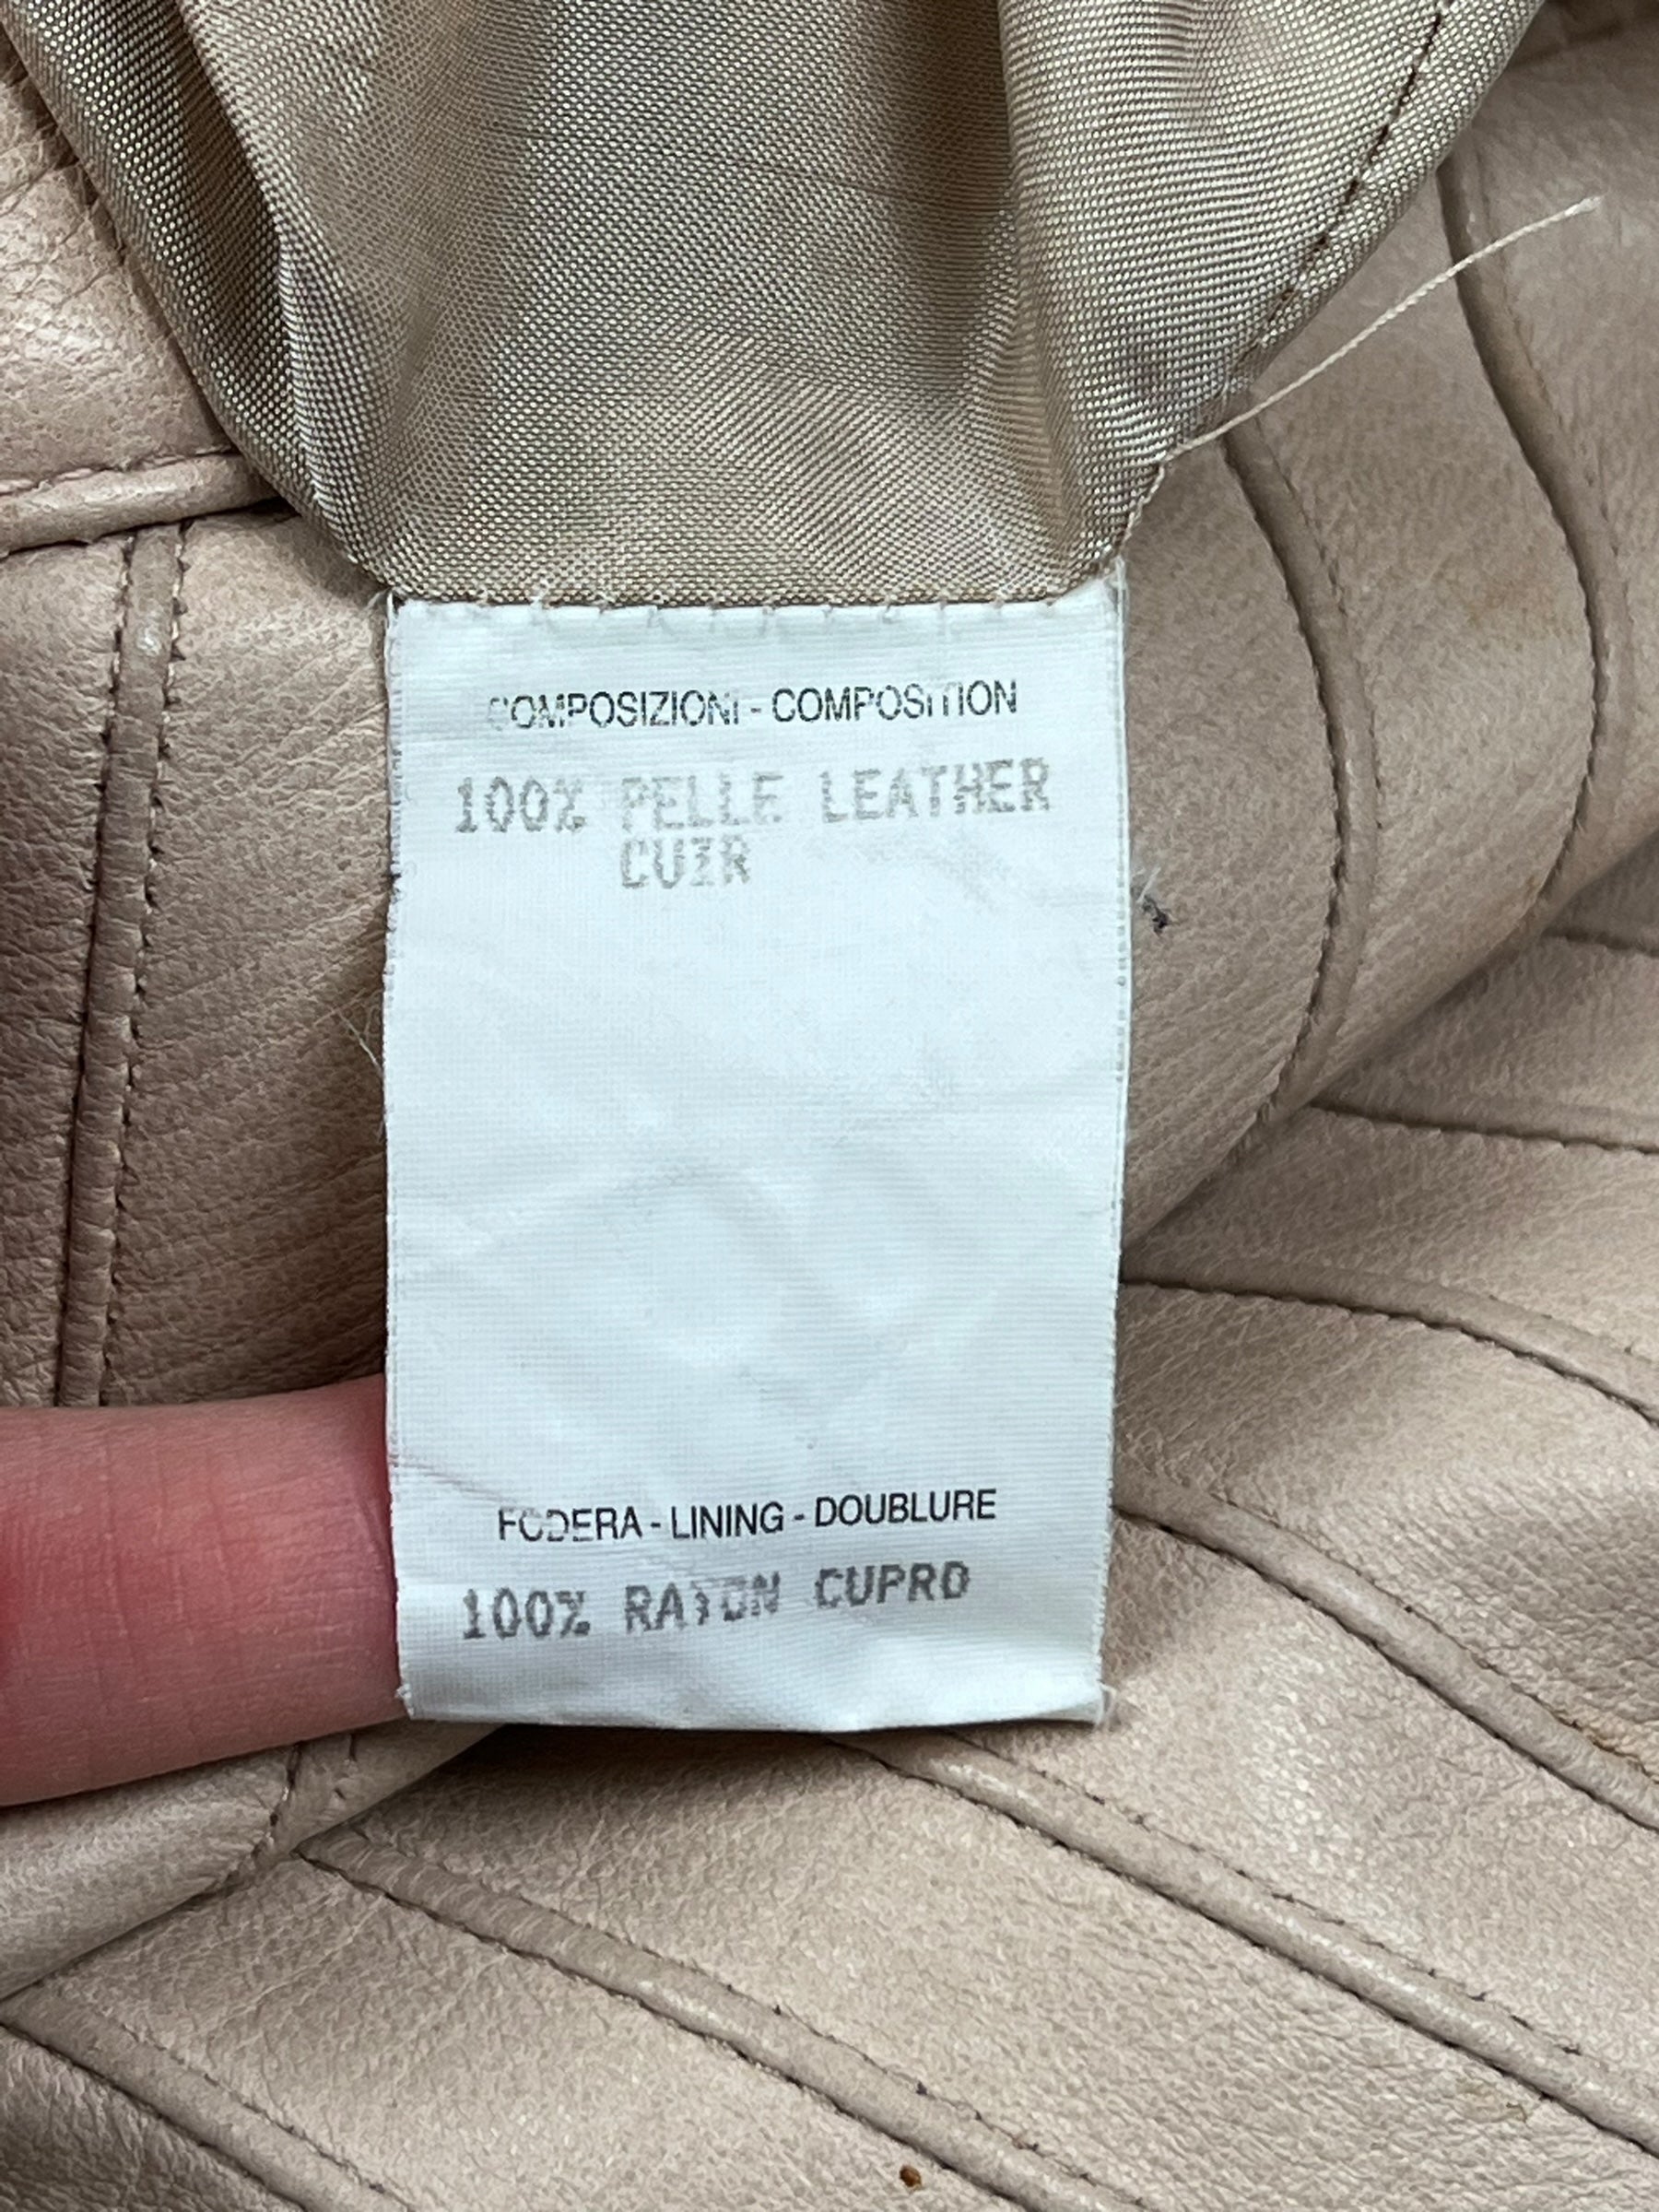 COMPOSIZIONI - COMPOSITION
100% PELLE LEATHER
CUIR
FODERA - LINING - DOUBLURE
100% RAYON CUPRO